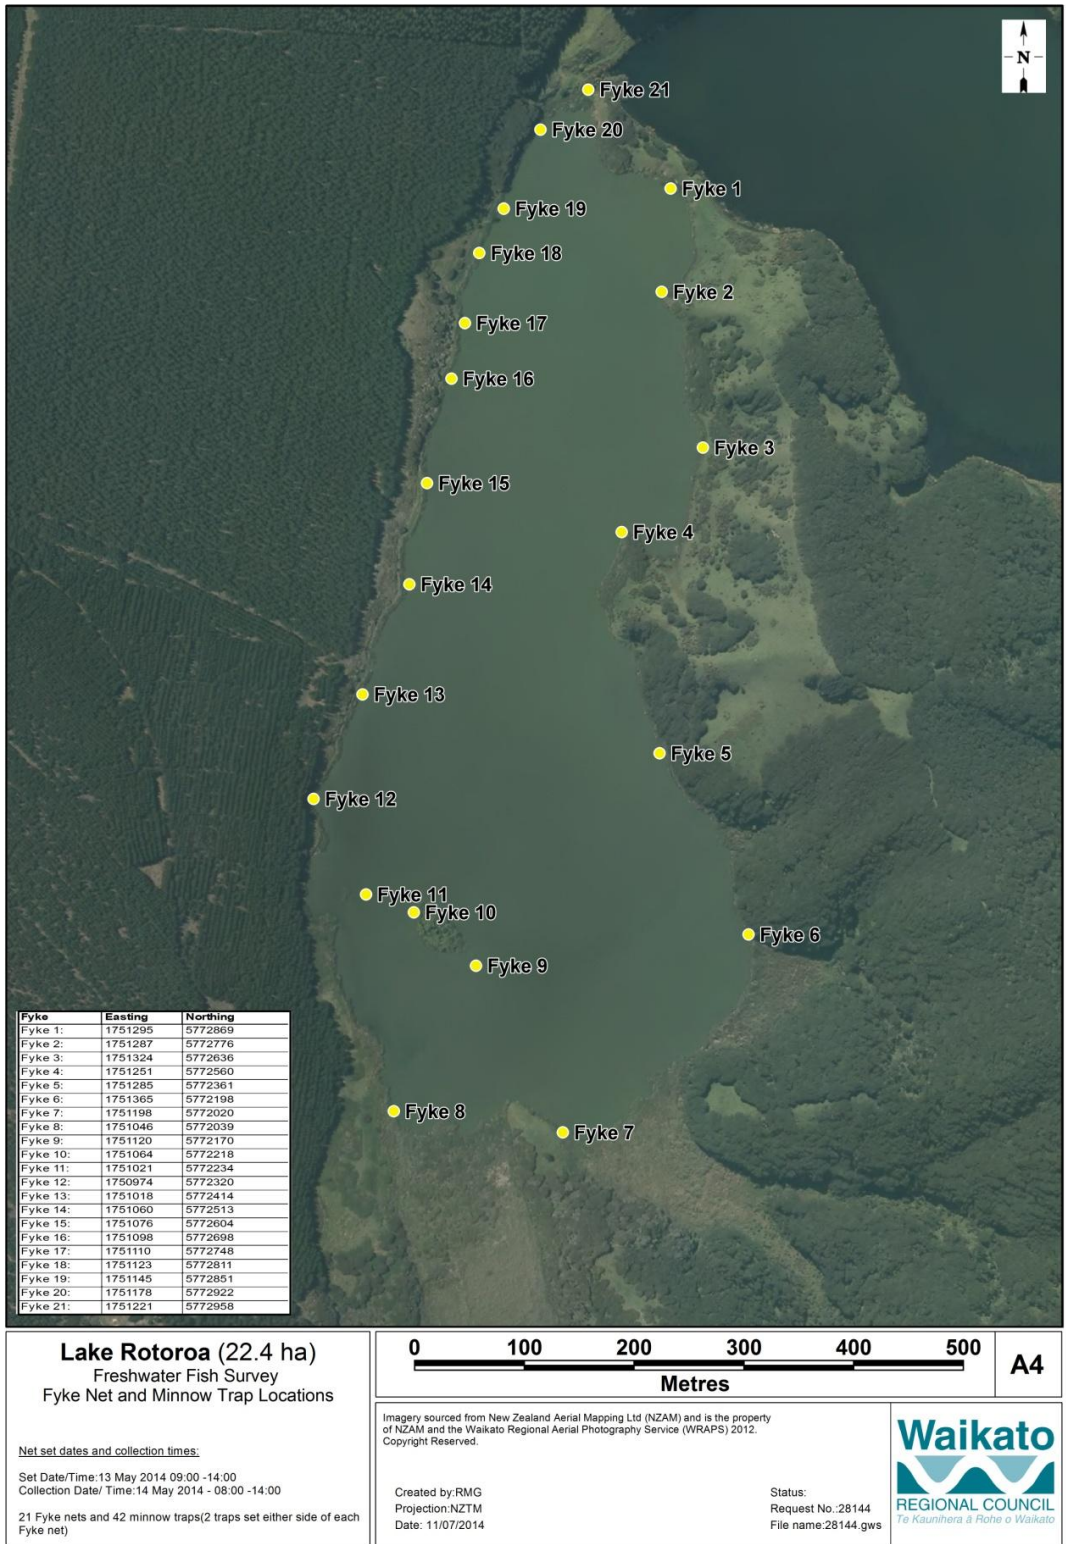 N
Fyke 21
Fyke 20
Fyke 1
Fyke 19
Fyke 18
Fyke 2
Fyke 17
Fyke 16
Fyke 3
Fyke 15
Fyke 4
Fyke 14
Fyke 13
Fyke 5
Fyke 12
Fyke 11
Fyke 10
Fyke 6
Fyke 9
Fyke 8
Fyke 7
Fyke Easting Northing
Fyke 1: 1751295 5772869
Fyke 2: 1751287 5772776
Fyke 3: 1751324 5772636
Fyke 4: 1751251 5772560
Fyke 5: 1751285 5772361
Fyke 6: 1751365 5772198
Fyke 7: 1751198 5772020
Fyke 8: 1751046 5772039
Fyke 9: 1751120 5772170
Fyke 10: 1751064 5772218
Fyke 11: 1751021 5772234
Fyke 12: 1750974 5772320
Fyke 13: 1751018 5772414
Fyke 14: 1751060 5772513
Fyke 15: 1751076 5772604
Fyke 16: 1751098 5772698
Fyke 17: 1751110 5772748
Fyke 18: 1751123 5772811
Fyke 19: 1751145 5772851
Fyke 20: 1751178 5772922
Fyke 21: 1751221 5772958
Lake Rotoroa (22.4 ha)
Freshwater Fish Survey
Fyke Net and Minnow Trap Locations
Net set dates and collection times:
Set Date/Time:13 May 2014 09:00 -14:00
Collection Date/ Time:14 May 2014 - 08:00 -14:00
21 Fyke nets and 42 minnow traps(2 traps set either side of each
Fyke net)
0 100 200 300 400 500
Metres
A4
Imagery sourced from New Zealand Aerial Mapping Ltd (NZAM) and is the property
of NZAM and the Waikato Regional Aerial Photography Service (WRAPS) 2012.
Copyright Reserved.
Created by:RMG
Projection:NZTM
Date: 11/07/2014
Status:
Request No.:28144
File name:28144.gws
Waikato
REGIONAL COUNCIL
Te Kaunihera ā Rohe o Waikato